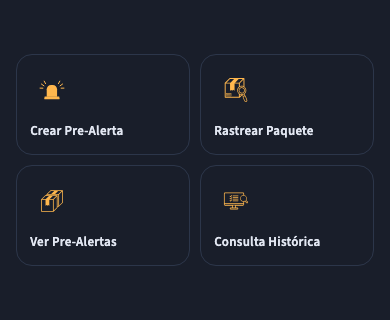 Crear Pre-Alerta
Rastrear Paquete
Ver Pre-Alertas
Consulta Histórica